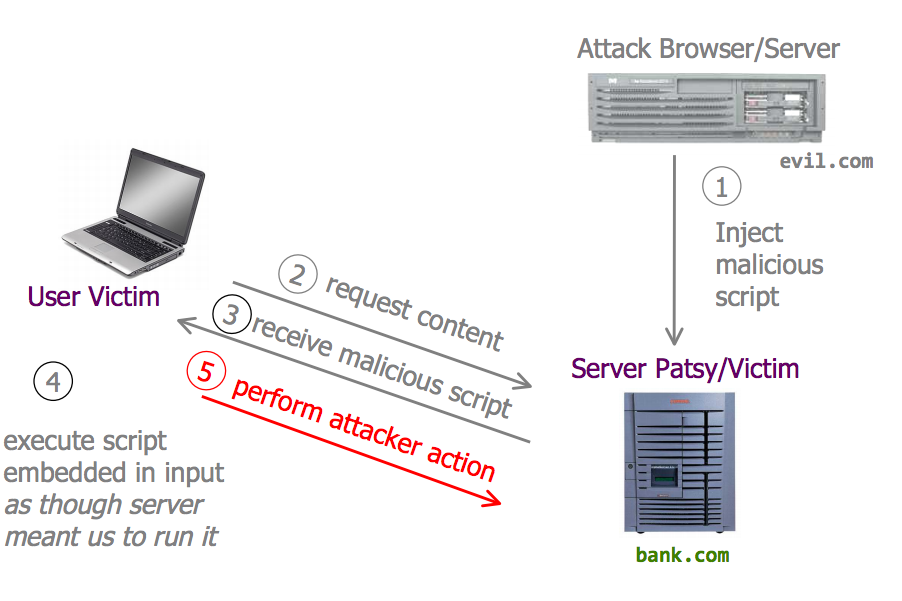 Attack Browser/Server
evil.com
1
Inject
malicious
script
User Victim
2 request content
3 receive malicious script
5 perform attacker action
4
execute script
embedded in input
as though server
meant us to run it
Server Patsy/Victim
bank.com